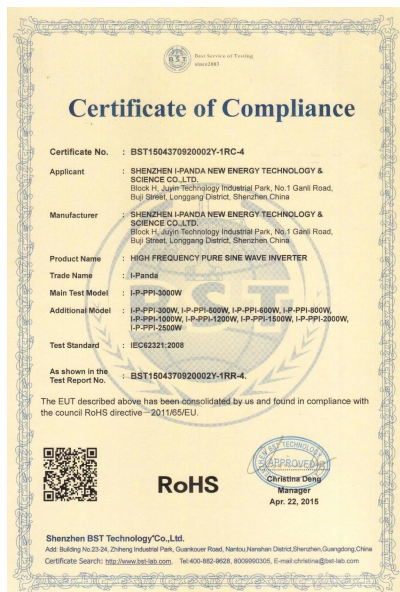 BST
Best Service of Testing
since2003
Certificate of Compliance
Certificate No. : BST1504370920002Y-1RC-4
Applicant : SHENZHEN I-PANDA NEW ENERGY TECHNOLOGY &
SCIENCE CO.,LTD.
Block H, Juyin Technology Industrial Park, No.1 Ganli Road,
Buji Street, Longgang District, Shenzhen China
Manufacturer : SHENZHEN I-PANDA NEW ENERGY TECHNOLOGY &
SCIENCE CO.,LTD.
Block H, Juyin Technology Industrial Park, No.1 Ganli Road,
Buji Street, Longgang District, Shenzhen China
Product Name : HIGH FREQUENCY PURE SINE WAVE INVERTER
Trade Name : I-Panda
Main Test Model : I-P-PPI-3000W
Additional Model : I-P-PPI-300W, I-P-PPI-500W, I-P-PPI-600W, I-P-PPI-800W,
I-P-PPI-1000W, I-P-PPI-1200W, I-P-PPI-1500W, I-P-PPI-2000W,
I-P-PPI-2500W
Test Standard : IEC62321:2008
As shown in the
Test Report No. : BST1504370920002Y-1RR-4.
The EUT described above has been consolidated by us and found in compliance with
the council RoHS directive—2011/65/EU.
RoHS
APPROVED
Christina Deng
Manager
Apr. 22, 2015
Shenzhen BST Technology Co.,Ltd.
Add: Building No.23-24, Zhiheng Industrial Park, Guankouer Road, Nantou,Nanshan District,Shenzhen,Guangdong,China
Certificate Search: http://www.bst-lab.com, Tel:400-882-9628, 8009990305, E-mail:christina@bst-lab.com